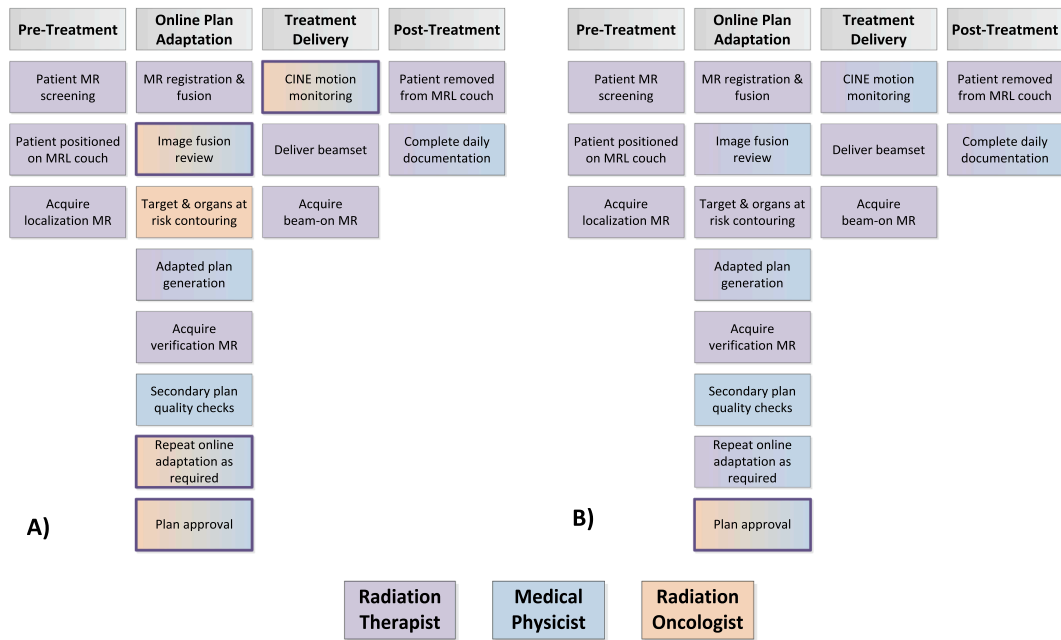 Pre-Treatment
Online Plan
Adaptation
Treatment
Delivery
Post-Treatment
Patient MR
screening
MR registration &
fusion
CINE motion
monitoring
Patient removed
from MRL couch
Patient positioned
on MRL couch
Image fusion
review
Deliver beamset
Complete daily
documentation
Acquire
localization MR
Target & organs at
risk contouring
Acquire
beam-on MR
Adapted plan
generation
Acquire
verification MR
Secondary plan
quality checks
Repeat online
adaptation as
required
Plan approval
A)
Pre-Treatment
Online Plan
Adaptation
Treatment
Delivery
Post-Treatment
Patient MR
screening
MR registration &
fusion
CINE motion
monitoring
Patient removed
from MRL couch
Patient positioned
on MRL couch
Image fusion
review
Deliver beamset
Complete daily
documentation
Acquire
localization MR
Target & organs at
risk contouring
Acquire
beam-on MR
Adapted plan
generation
Acquire
verification MR
Secondary plan
quality checks
Repeat online
adaptation as
required
Plan approval
B)
Radiation
Therapist
Medical
Physicist
Radiation
Oncologist